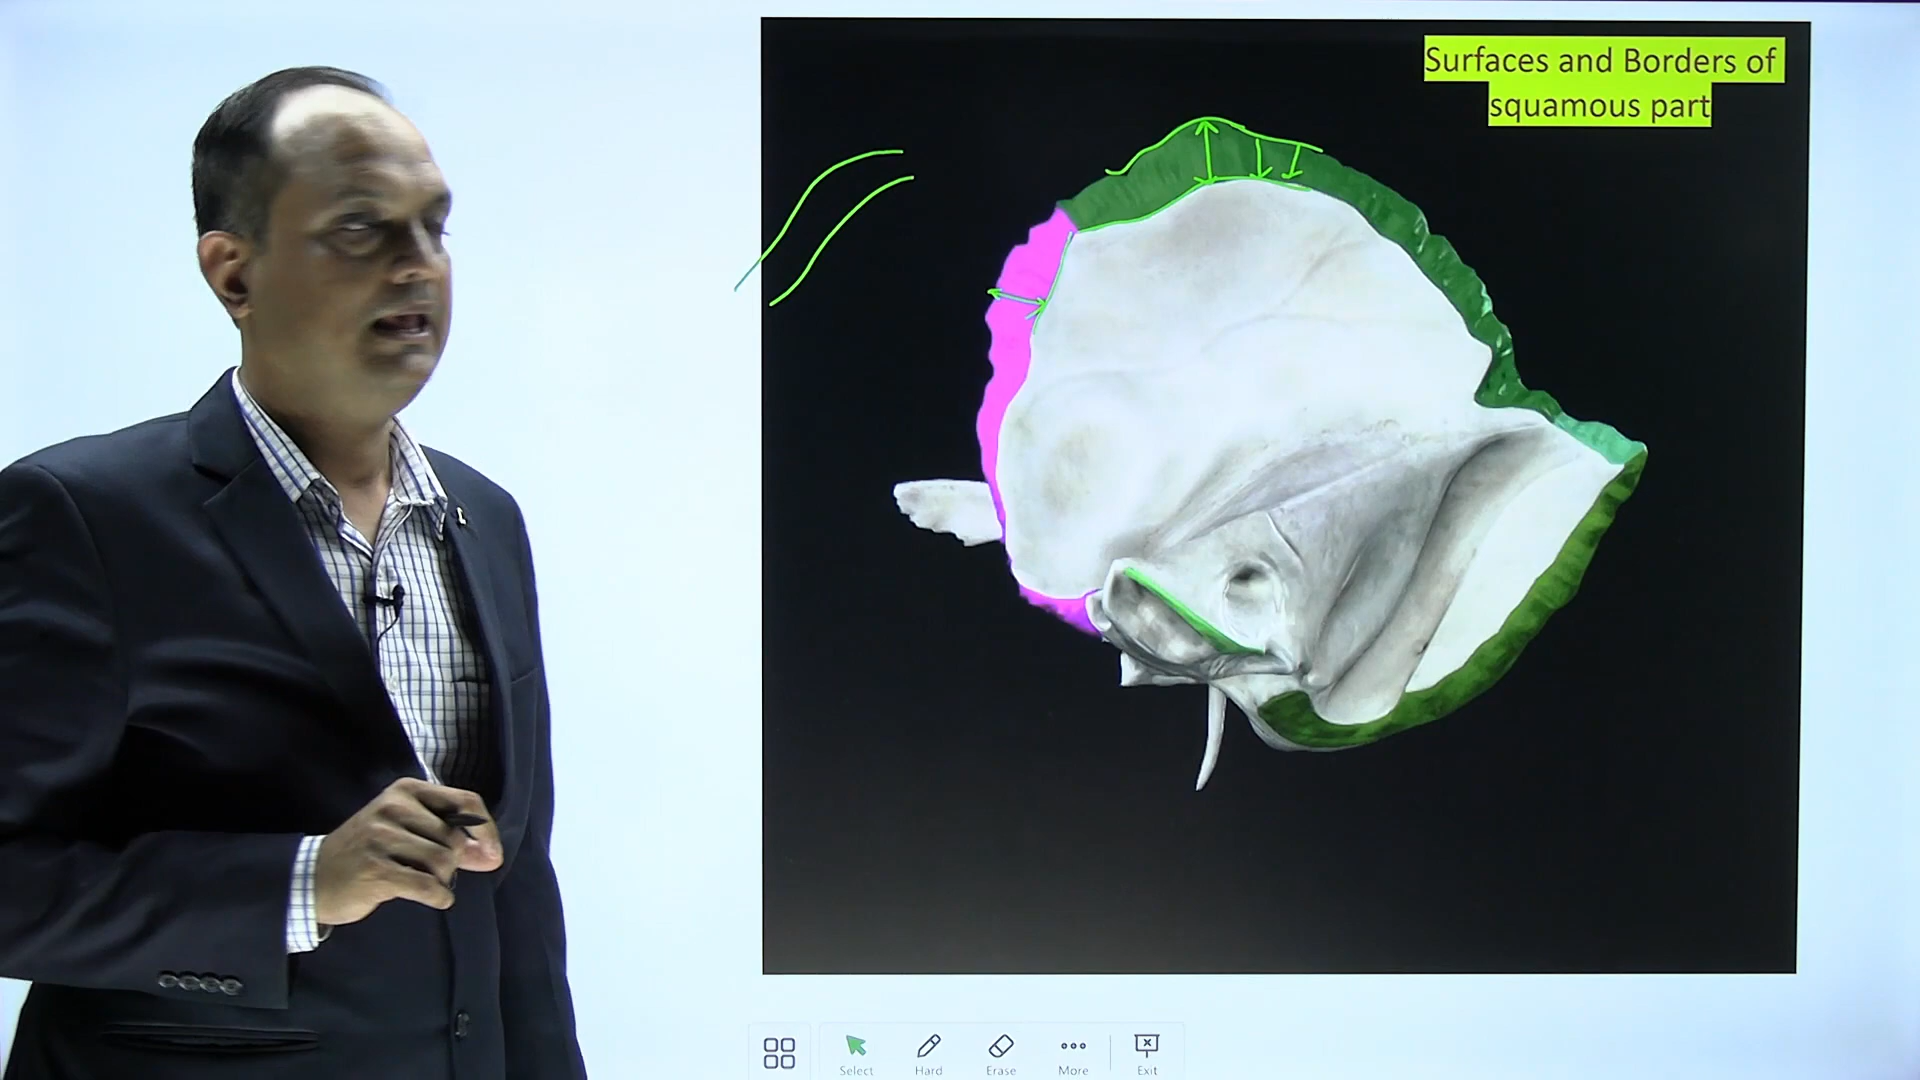 Surfaces and Borders of
squamous part
Select
Hard
Erase
More
Exit